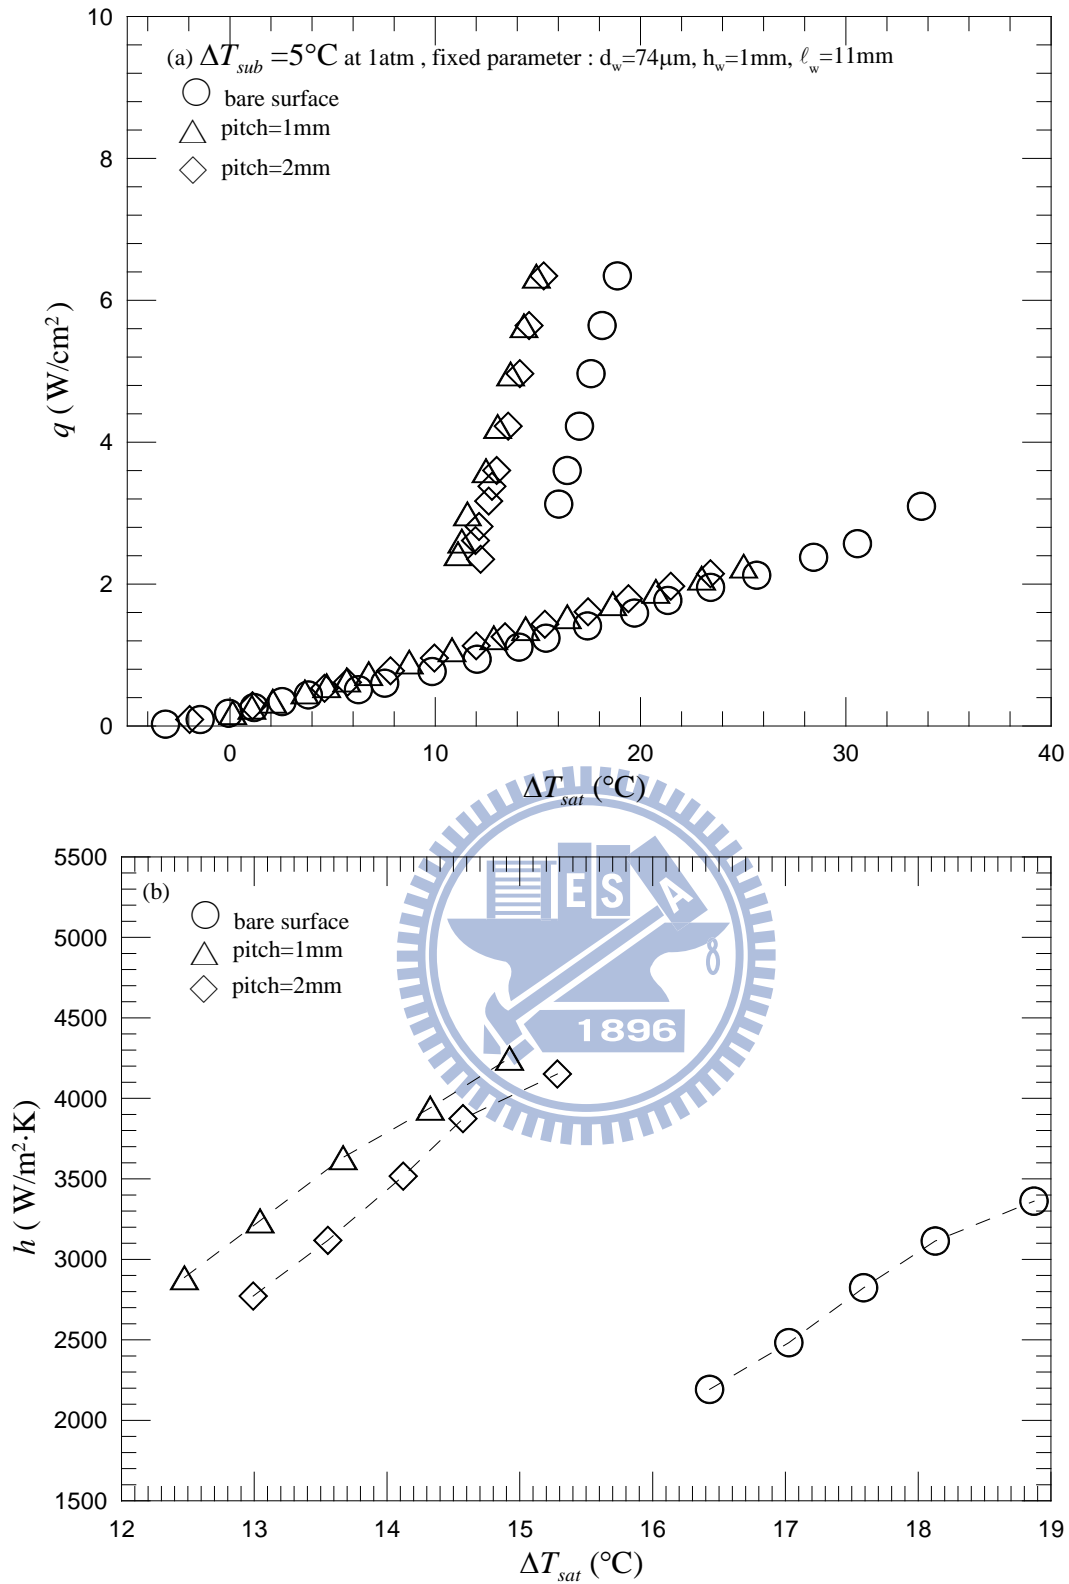 10
(a) ΔT_sub =5°C at 1atm , fixed parameter : d_w=74μm, h_w=1mm, ℓ_w=11mm
bare surface
pitch=1mm
pitch=2mm
8
6
4
2
0
q ( W/cm²)
0 10 20 30 40
ΔT_sat (°C)
5500
(b)
bare surface
pitch=1mm
pitch=2mm
E S A
1896
5000
4500
4000
3500
3000
2500
2000
1500
h ( W/m²·K)
12 13 14 15 16 17 18 19
ΔT_sat (°C)